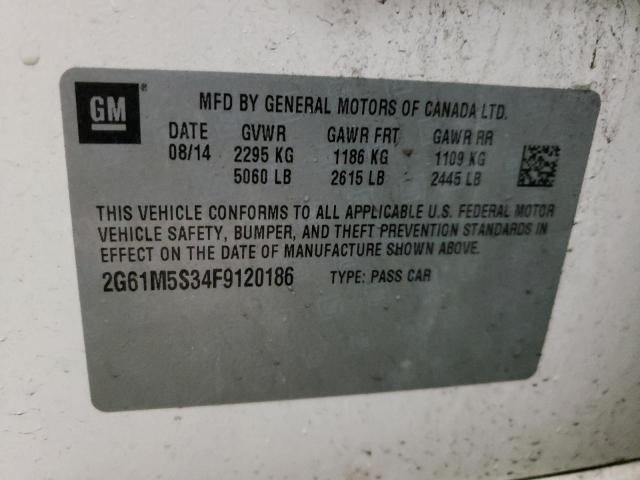 GM ®
MFD BY GENERAL MOTORS OF CANADA LTD.
DATE GVWR GAWR FRT GAWR RR
08/14 2295 KG 1186 KG 1109 KG
5060 LB 2615 LB 2445 LB
THIS VEHICLE CONFORMS TO ALL APPLICABLE U.S. FEDERAL MOTOR
VEHICLE SAFETY, BUMPER, AND THEFT PREVENTION STANDARDS IN
EFFECT ON THE DATE OF MANUFACTURE SHOWN ABOVE.
2G61M5S34F9120186 TYPE: PASS CAR